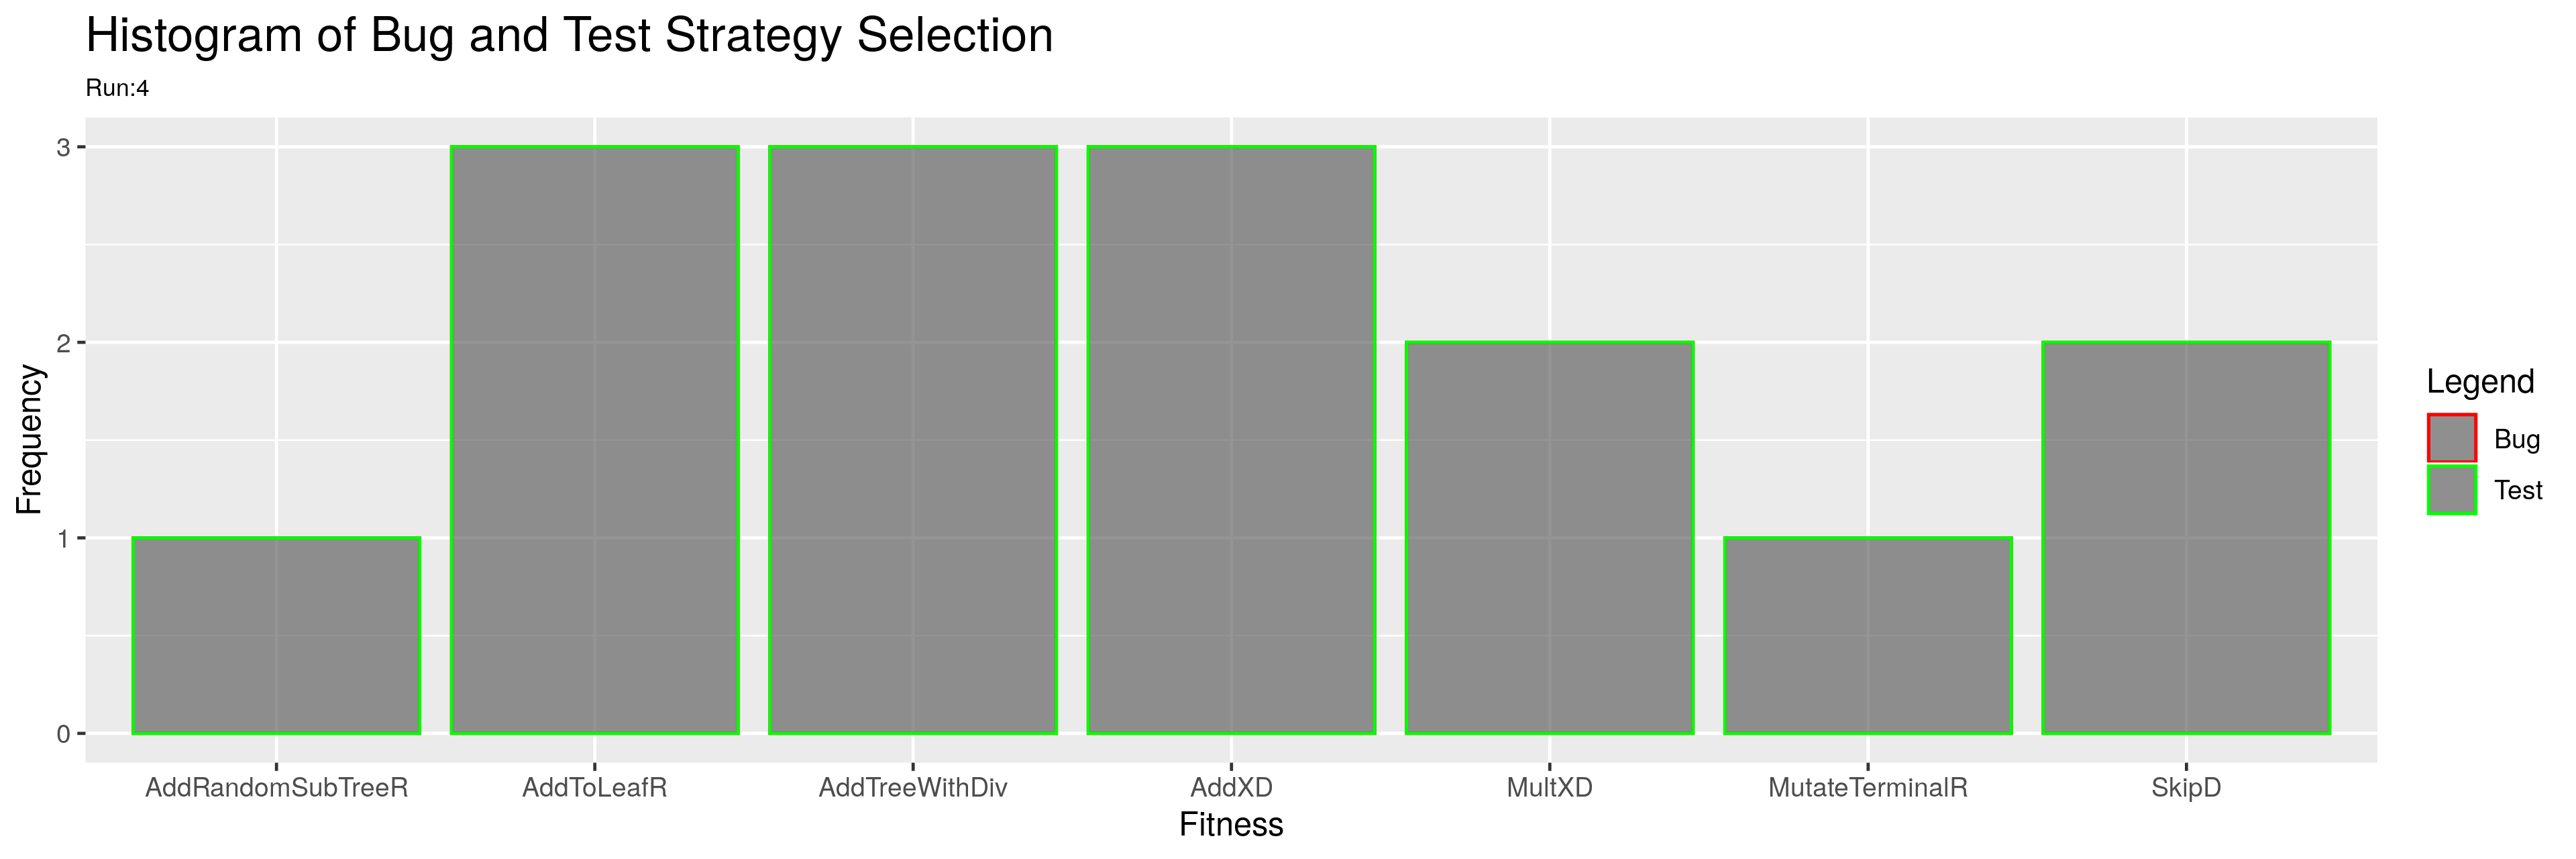 Histogram of Bug and Test Strategy Selection
Run:4
Frequency
3
2
1
0
AddRandomSubTreeR AddToLeafR AddTreeWithDiv AddXD MultXD MutateTerminalR SkipD
Fitness
Legend
Bug
Test